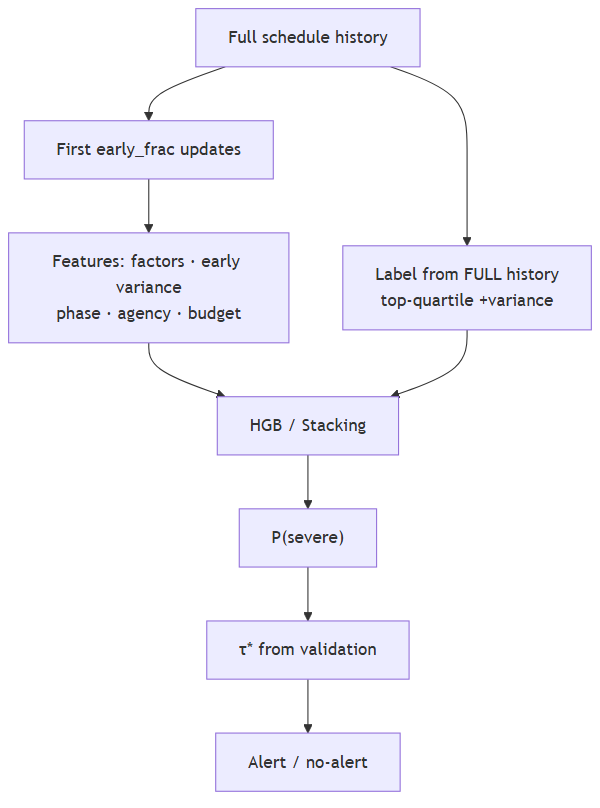 Full schedule history
First early_frac updates
Features: factors · early
variance
phase · agency · budget
Label from FULL history
top-quartile +variance
HGB / Stacking
P(severe)
τ* from validation
Alert / no-alert